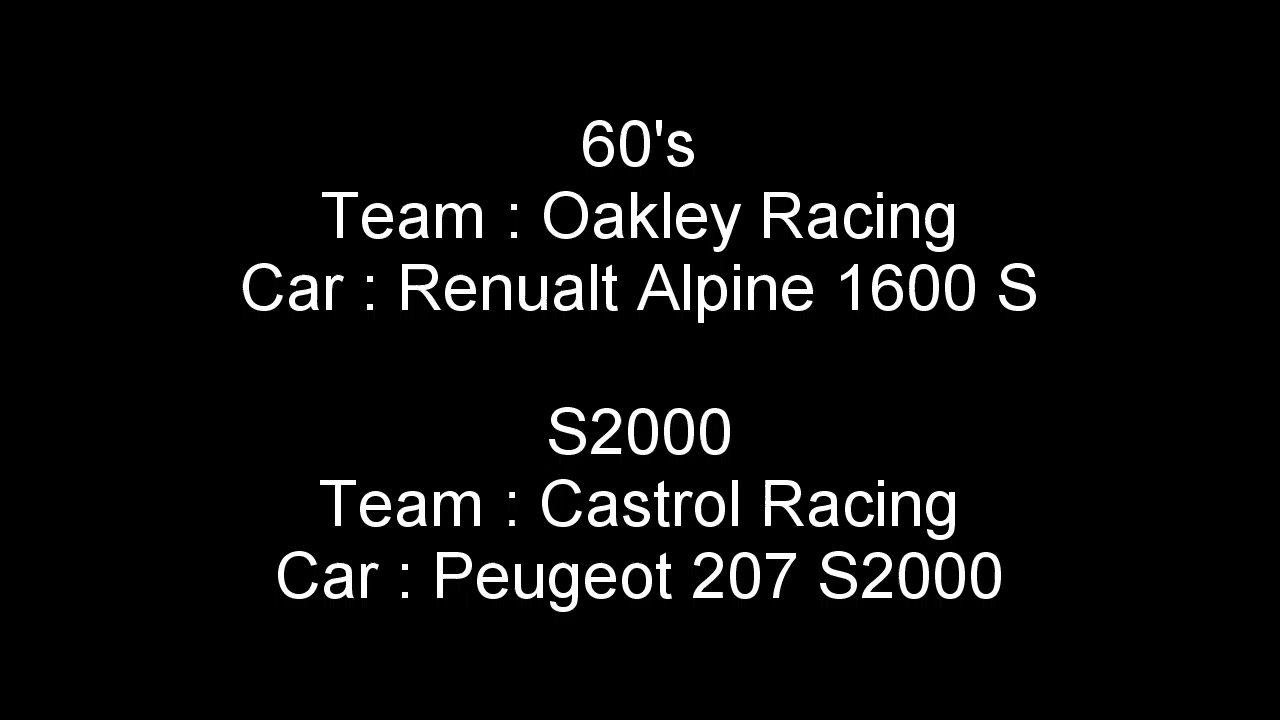 60's
Team : Oakley Racing
Car : Renualt Alpine 1600 S
S2000
Team : Castrol Racing
Car : Peugeot 207 S2000